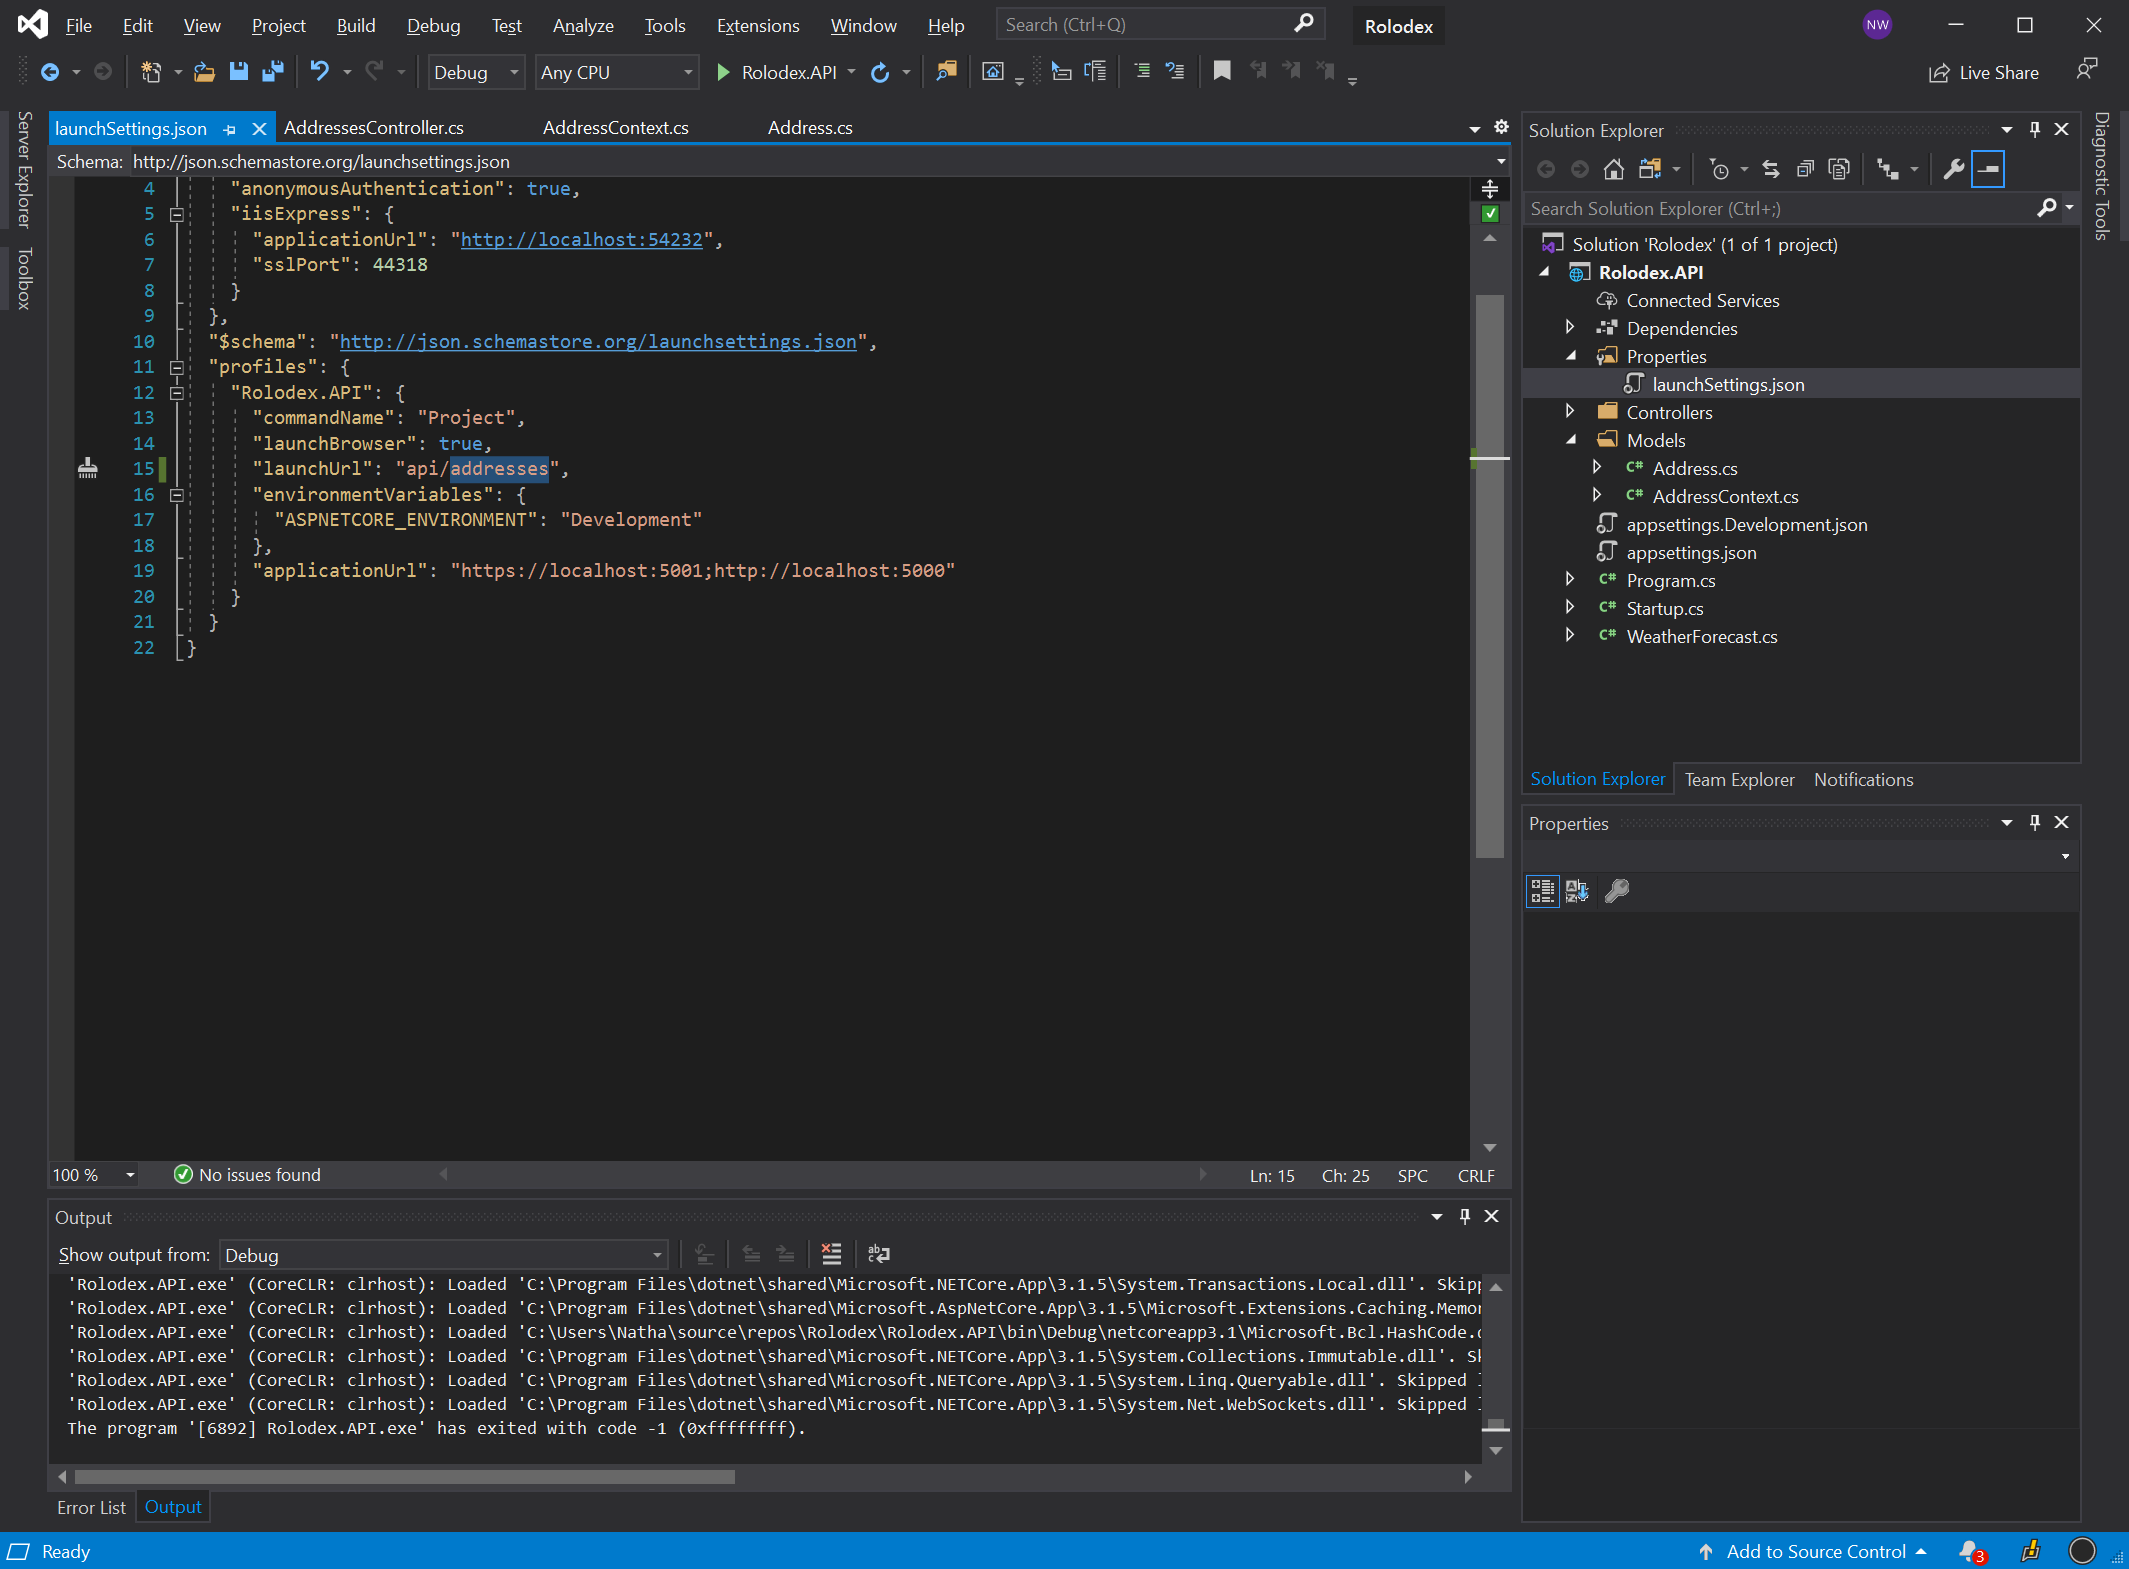 File Edit View Project Build Debug Test Analyze Tools Extensions Window Help Search (Ctrl+Q) Rolodex NW
Debug Any CPU Rolodex.API Live Share
Server Explorer
Toolbox
launchSettings.json AddressesController.cs AddressContext.cs Address.cs
Schema: http://json.schemastore.org/launchsettings.json
4 "anonymousAuthentication": true,
5 "iisExpress": {
6 "applicationUrl": "http://localhost:54232",
7 "sslPort": 44318
8 }
9 },
10 "$schema": "http://json.schemastore.org/launchsettings.json",
11 "profiles": {
12 "Rolodex.API": {
13 "commandName": "Project",
14 "launchBrowser": true,
15 "launchUrl": "api/addresses",
16 "environmentVariables": {
17 "ASPNETCORE_ENVIRONMENT": "Development"
18 },
19 "applicationUrl": "https://localhost:5001;http://localhost:5000"
20 }
21 }
22 }
100 % No issues found Ln: 15 Ch: 25 SPC CRLF
Output
Show output from: Debug
'Rolodex.API.exe' (CoreCLR: clrhost): Loaded 'C:\Program Files\dotnet\shared\Microsoft.NETCore.App\3.1.5\System.Transactions.Local.dll'. Skipp
'Rolodex.API.exe' (CoreCLR: clrhost): Loaded 'C:\Program Files\dotnet\shared\Microsoft.AspNetCore.App\3.1.5\Microsoft.Extensions.Caching.Memor
'Rolodex.API.exe' (CoreCLR: clrhost): Loaded 'C:\Users\Natha\source\repos\Rolodex\Rolodex.API\bin\Debug\netcoreapp3.1\Microsoft.Bcl.HashCode.d
'Rolodex.API.exe' (CoreCLR: clrhost): Loaded 'C:\Program Files\dotnet\shared\Microsoft.NETCore.App\3.1.5\System.Collections.Immutable.dll'. Sk
'Rolodex.API.exe' (CoreCLR: clrhost): Loaded 'C:\Program Files\dotnet\shared\Microsoft.NETCore.App\3.1.5\System.Linq.Queryable.dll'. Skipped l
'Rolodex.API.exe' (CoreCLR: clrhost): Loaded 'C:\Program Files\dotnet\shared\Microsoft.NETCore.App\3.1.5\System.Net.WebSockets.dll'. Skipped l
The program '[6892] Rolodex.API.exe' has exited with code -1 (0xffffffff).
Error List Output
Solution Explorer
Search Solution Explorer (Ctrl+;)
Solution 'Rolodex' (1 of 1 project)
Rolodex.API
Connected Services
Dependencies
Properties
launchSettings.json
Controllers
Models
C# Address.cs
C# AddressContext.cs
appsettings.Development.json
appsettings.json
C# Program.cs
C# Startup.cs
C# WeatherForecast.cs
Solution Explorer Team Explorer Notifications
Properties
Diagnostic Tools
Ready Add to Source Control 3